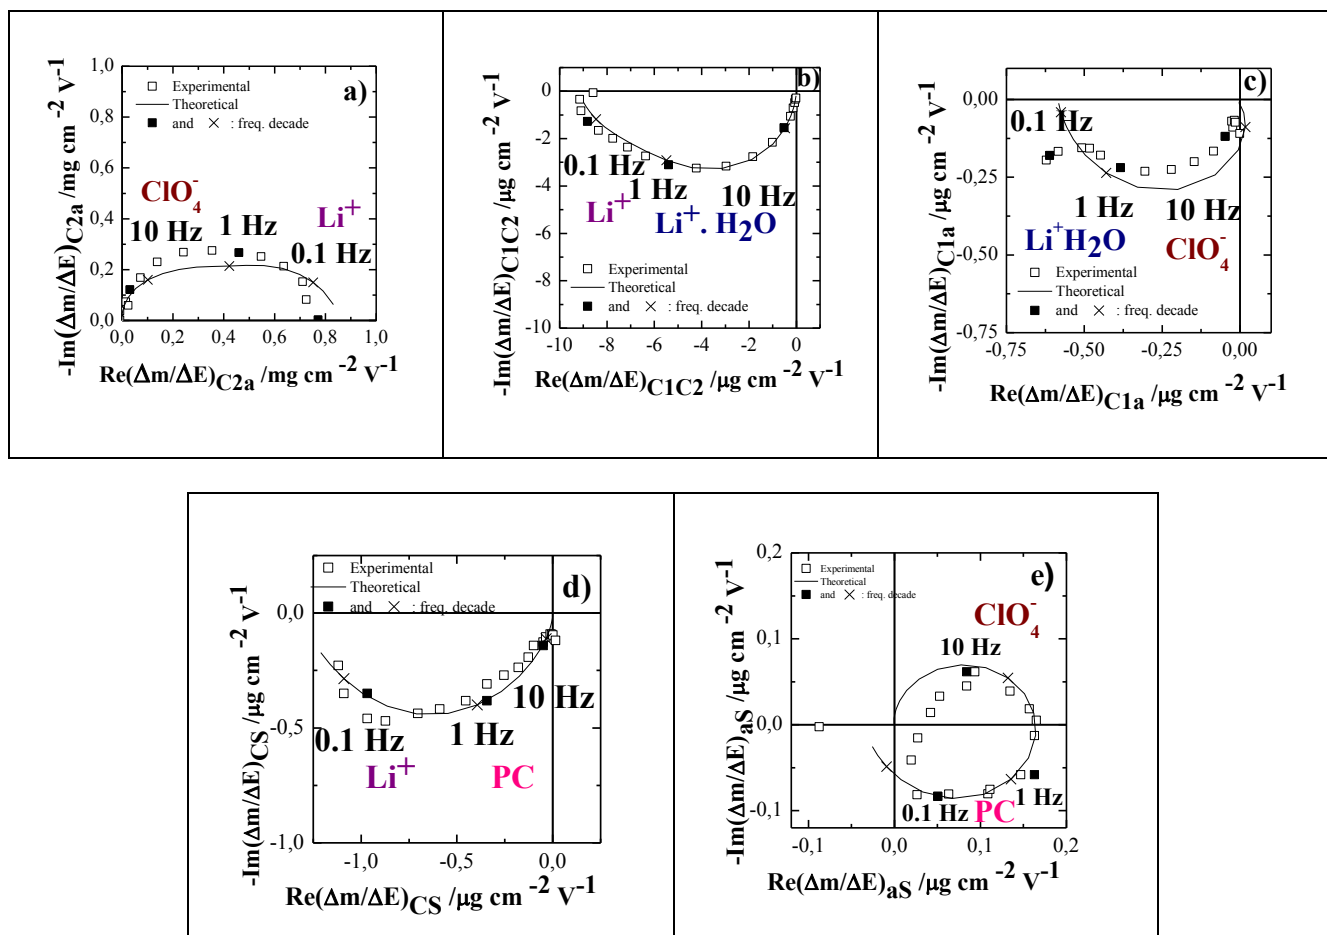 a)
1,0
0,8
0,6
0,4
0,2
0,0
0,0 0,2 0,4 0,6 0,8 1,0
□ Experimental
— Theoretical
■ and × : freq. decade
ClO4-
10 Hz
1 Hz
Li+
0.1 Hz
-Im(Δm/ΔE)C2a /mg cm -2 V-1
Re(Δm/ΔE)C2a /mg cm -2 V-1
b)
0
-2
-4
-6
-8
-10
-10 -8 -6 -4 -2 0
0.1 Hz
1 Hz
10 Hz
Li+
Li+. H2O
□ Experimental
— Theoretical
■ and × : freq. decade
-Im(Δm/ΔE)C1C2 /µg cm -2 V-1
Re(Δm/ΔE)C1C2 /µg cm -2 V-1
c)
0,00
-0,25
-0,50
-0,75
-0,75 -0,50 -0,25 0,00
0.1 Hz
1 Hz
10 Hz
Li+H2O
ClO4-
□ Experimental
— Theoretical
■ and × : freq. decade
-Im(Δm/ΔE)C1a /µg cm -2 V-1
Re(Δm/ΔE)C1a /µg cm -2 V-1
d)
□ Experimental
— Theoretical
■ and × : freq. decade
0,0
-0,5
-1,0
-1,0 -0,5 0,0
0.1 Hz
1 Hz
10 Hz
Li+
PC
-Im(Δm/ΔE)CS /µg cm -2 V-1
Re(Δm/ΔE)CS /µg cm -2 V-1
e)
□ Experimental
— Theoretical
■ and × : freq. decade
0,2
0,1
0,0
-0,1
-0,1 0,0 0,1 0,2
ClO4-
10 Hz
0.1 Hz
PC
1 Hz
-Im(Δm/ΔE)aS /µg cm -2 V-1
Re(Δm/ΔE)aS /µg cm -2 V-1